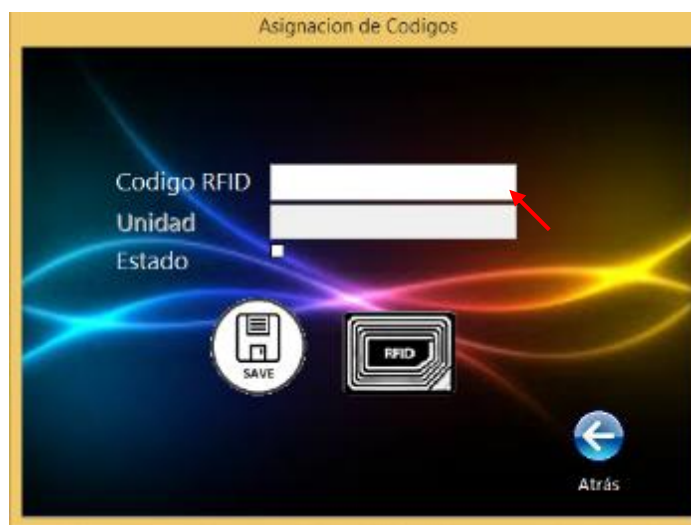 Asignacion de Codigos
Codigo RFID
Unidad
Estado
SAVE
RFID
Atrás